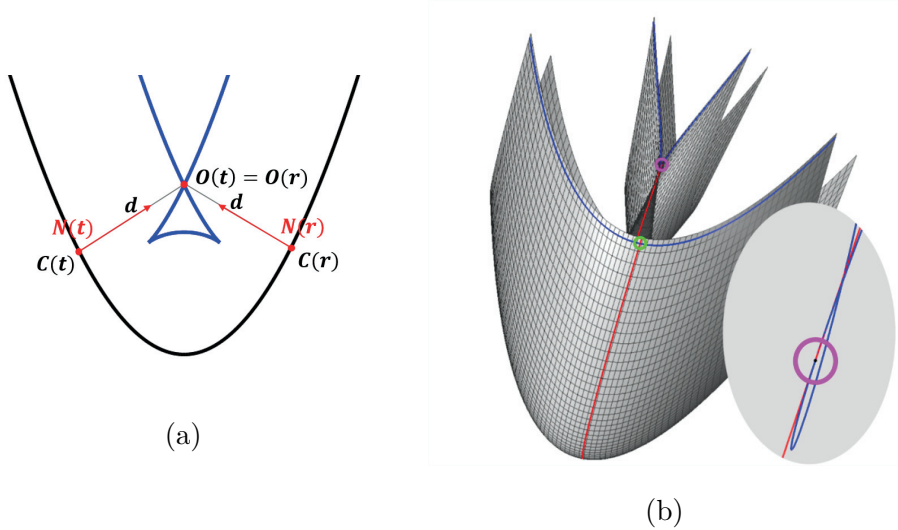 O(t) = O(r)
d d
N(t) N(r)
C(t) C(r)
(a)
(b)